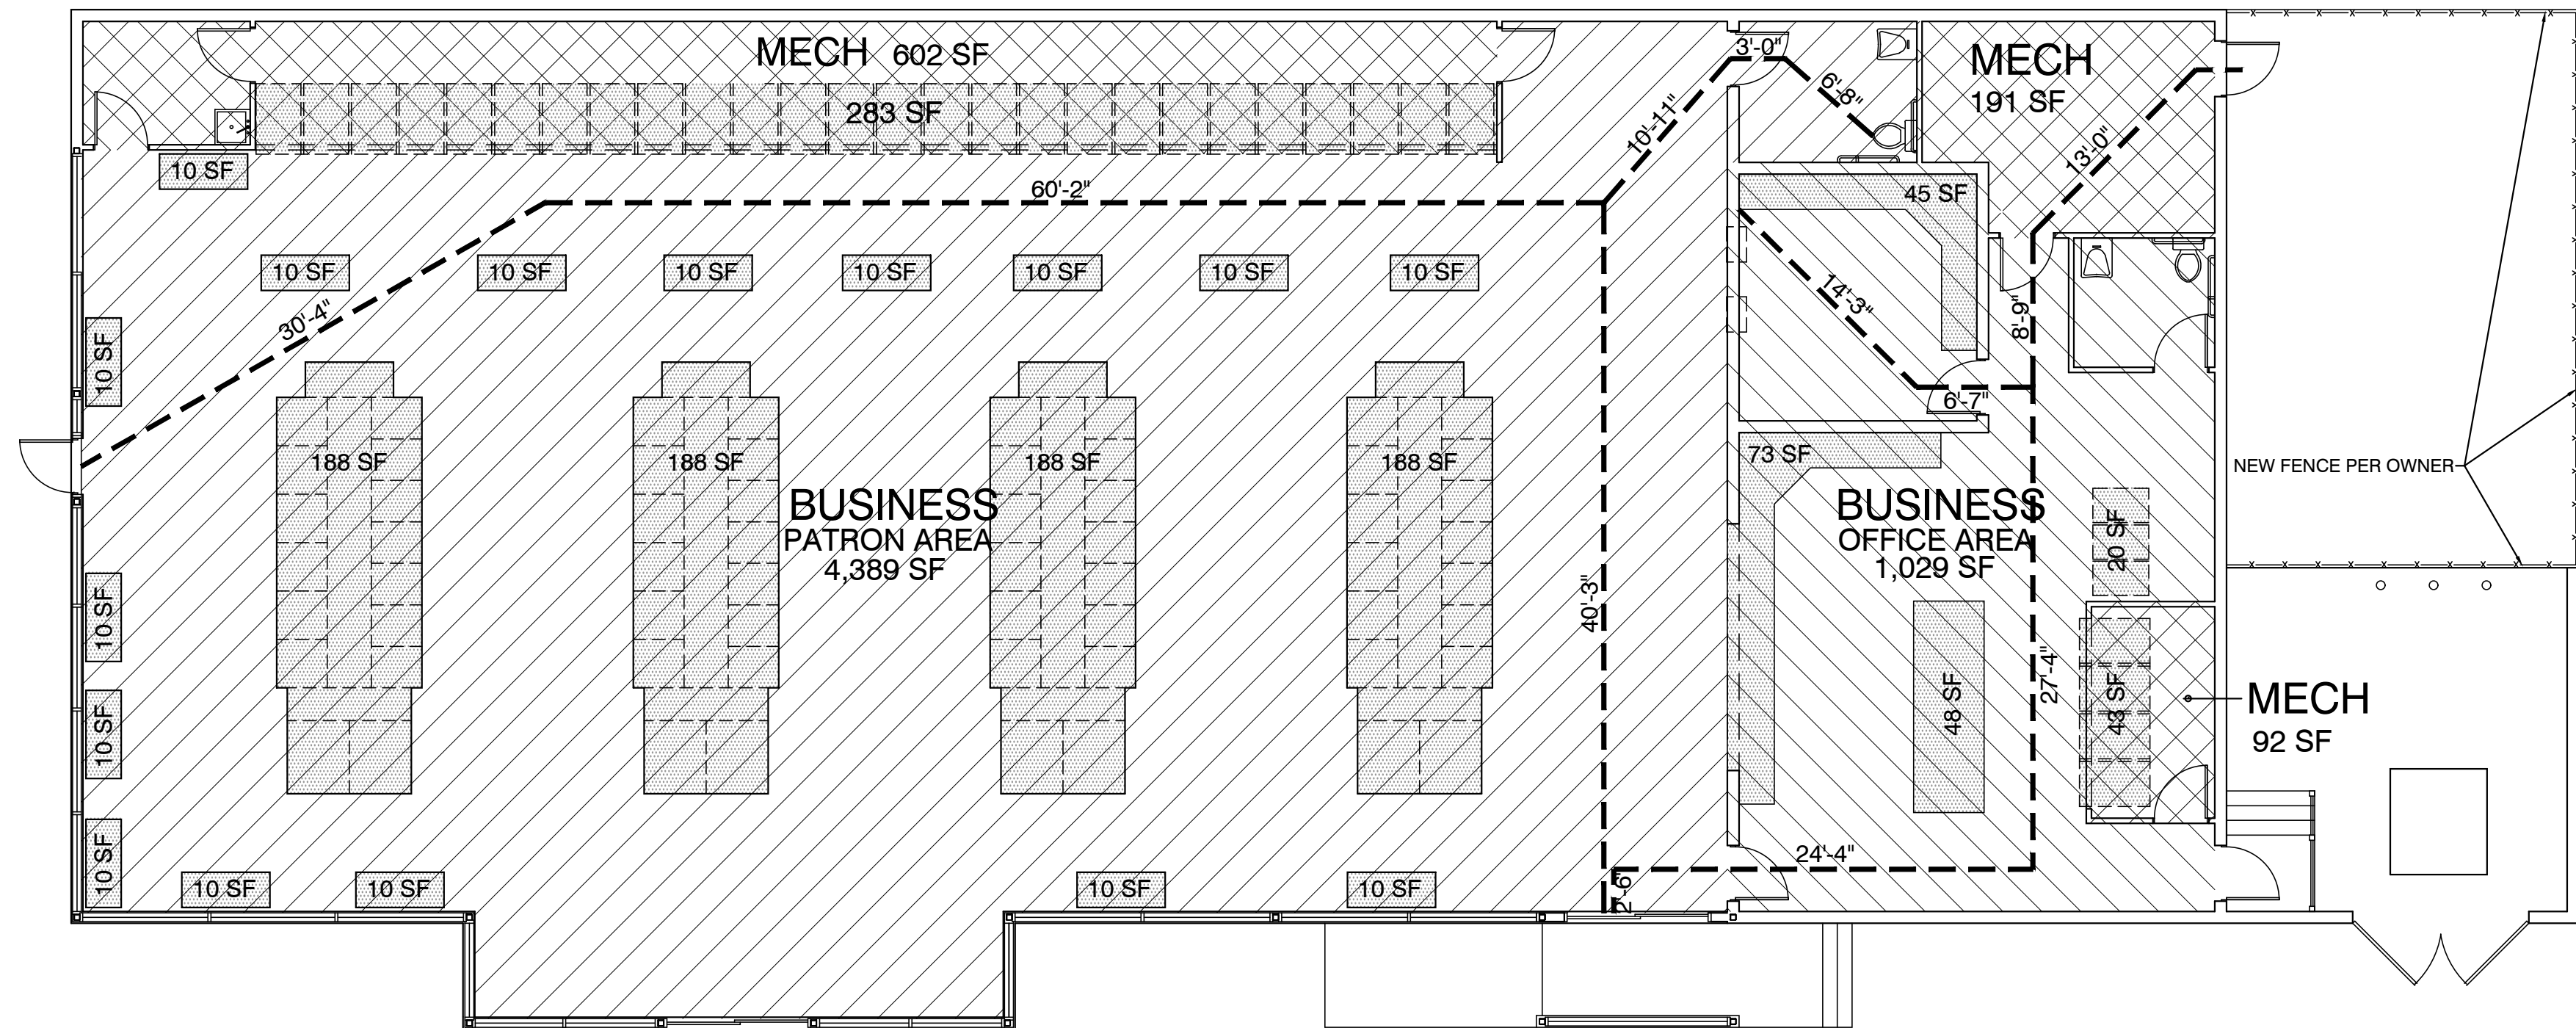 MECH 602 SF
283 SF
10 SF
3'-0"
6'-8"
10'-11"
MECH
191 SF
13'-0"
60'-2"
45 SF
10 SF
10 SF
10 SF
10 SF
10 SF
10 SF
10 SF
30'-4"
10 SF
14'-3"
8'-9"
6'-7"
188 SF
188 SF
188 SF
188 SF
73 SF
NEW FENCE PER OWNER
BUSINESS
PATRON AREA
4,389 SF
BUSINESS
OFFICE AREA
1,029 SF
20 SF
10 SF
40'-3"
10 SF
48 SF
27'-4"
43 SF
MECH
92 SF
10 SF
24'-4"
10 SF
10 SF
10 SF
10 SF
2'-6"